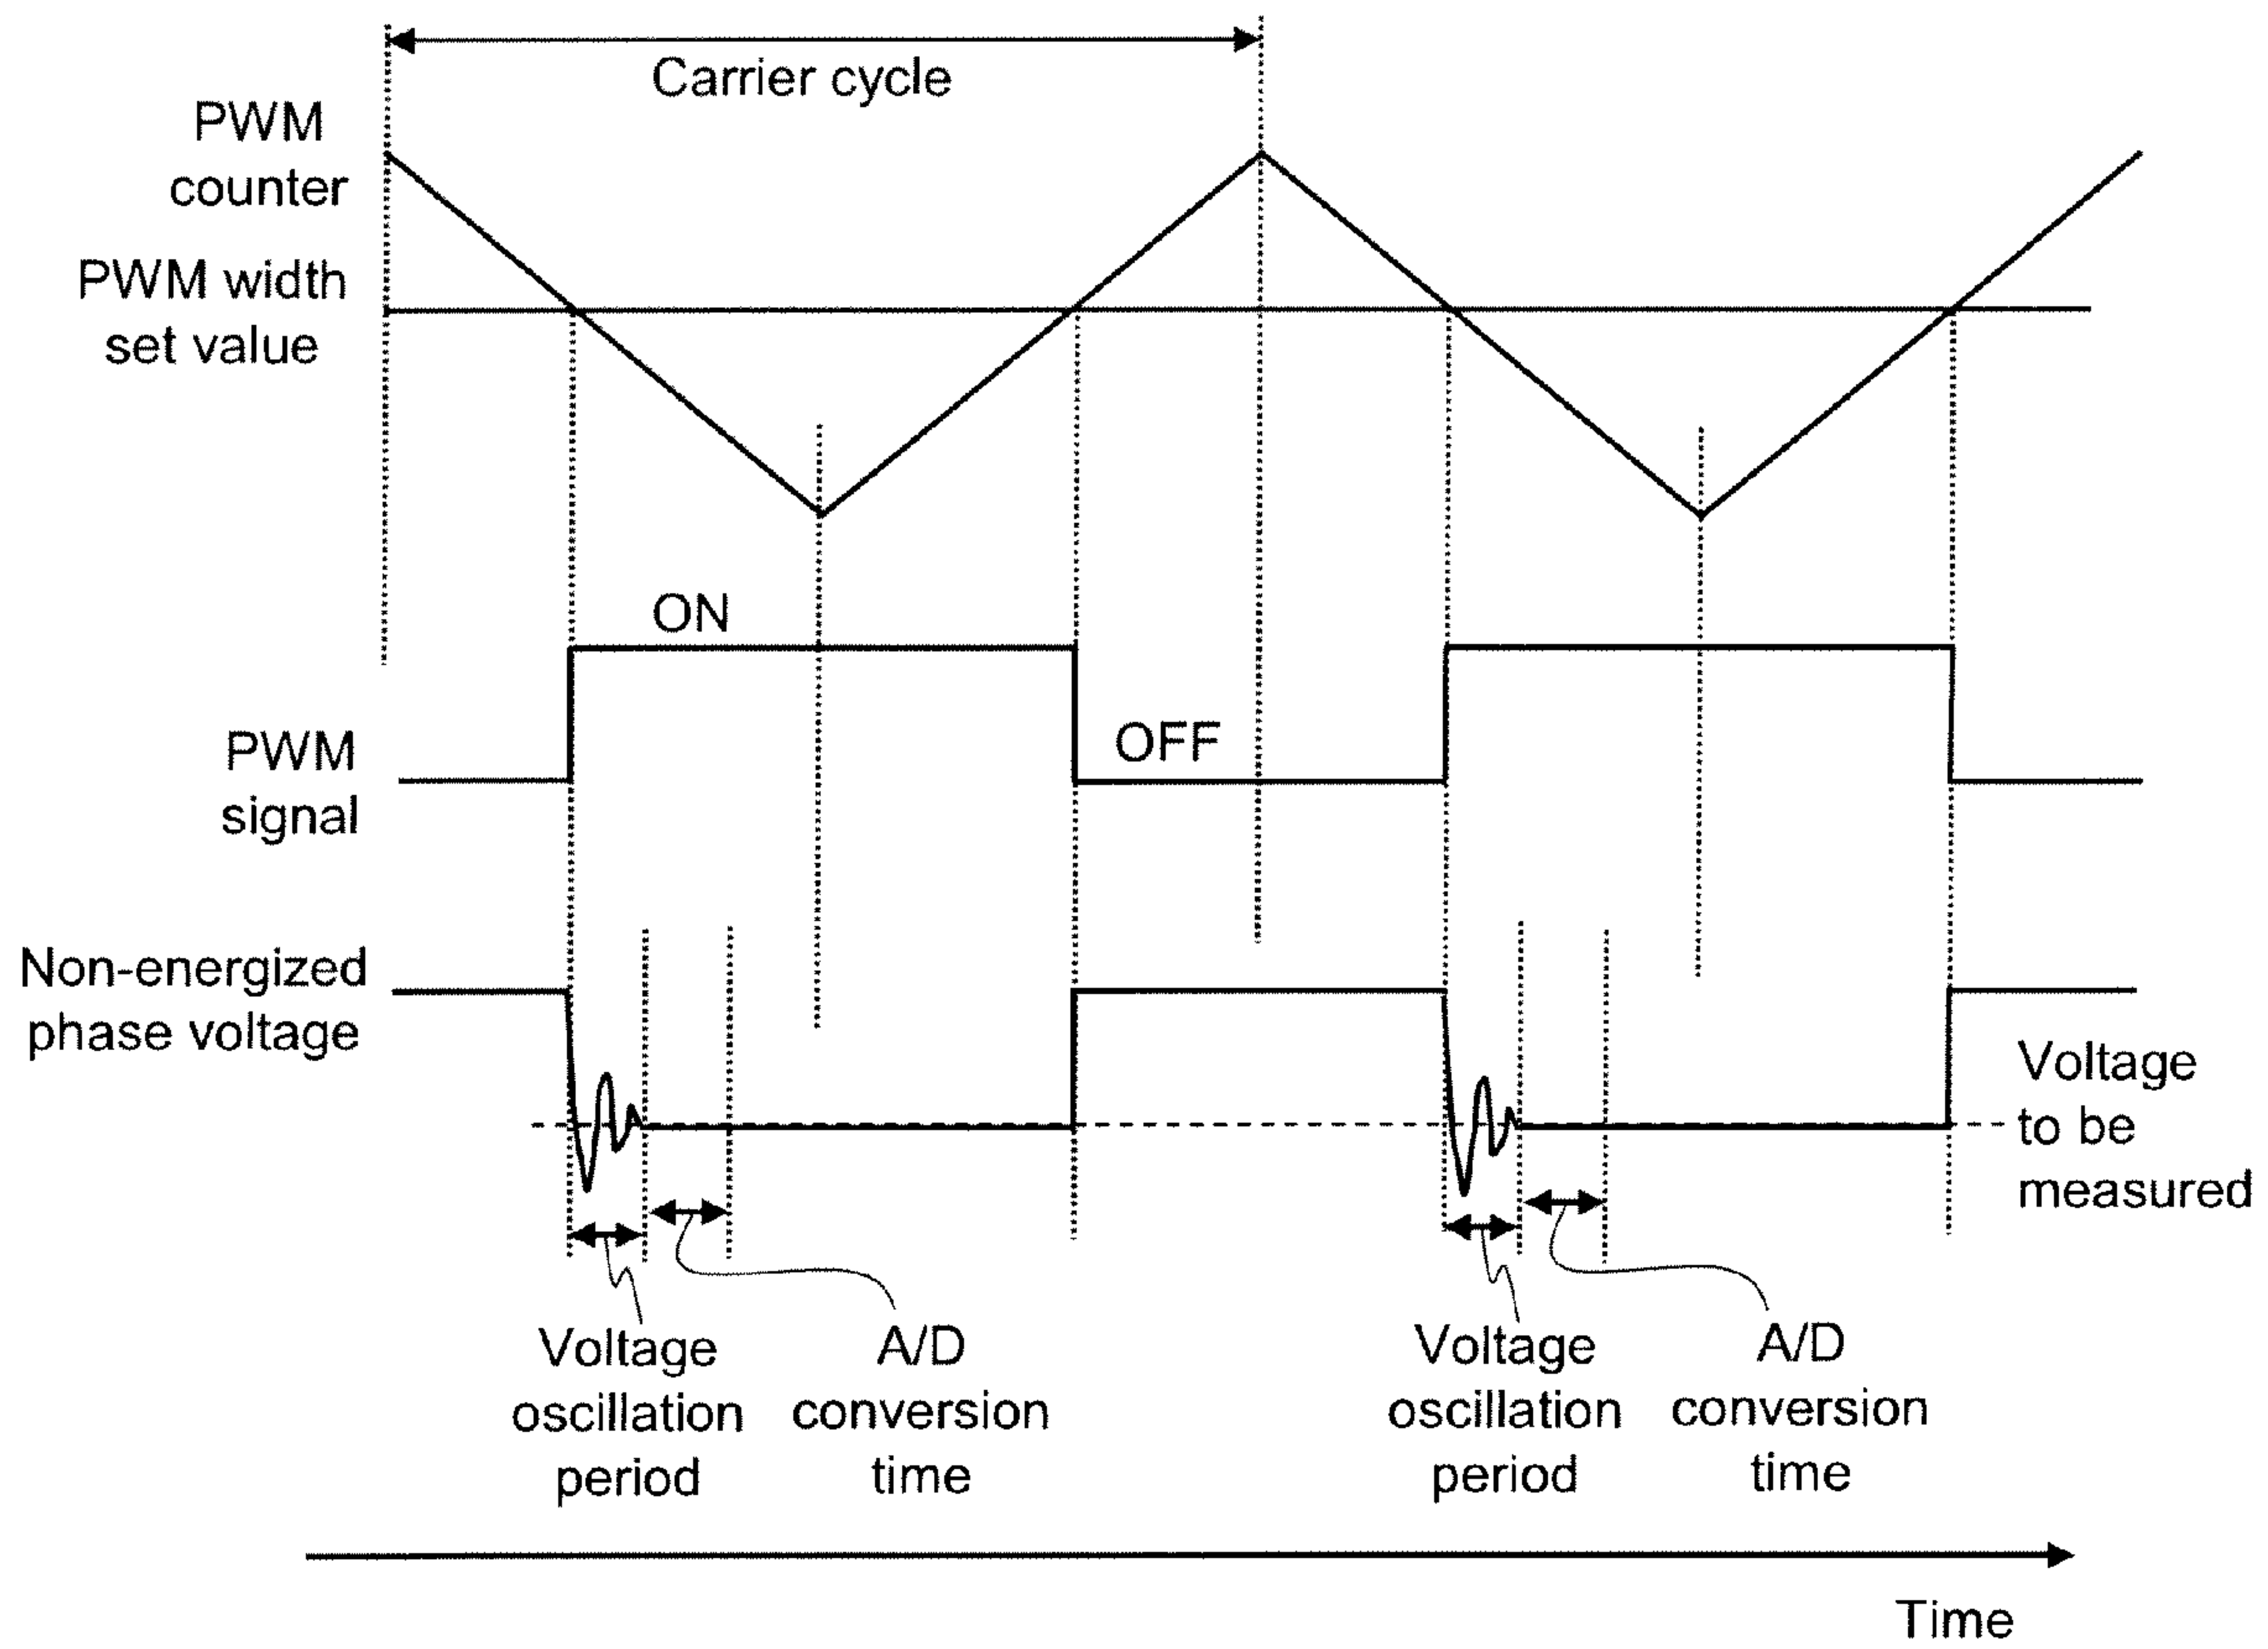 Carrier cycle
PWM
counter
PWM width
set value
ON
OFF
PWM
signal
Non-energized
phase voltage
Voltage
to be
measured
Voltage
oscillation
period
A/D
conversion
time
Voltage
oscillation
period
A/D
conversion
time
Time